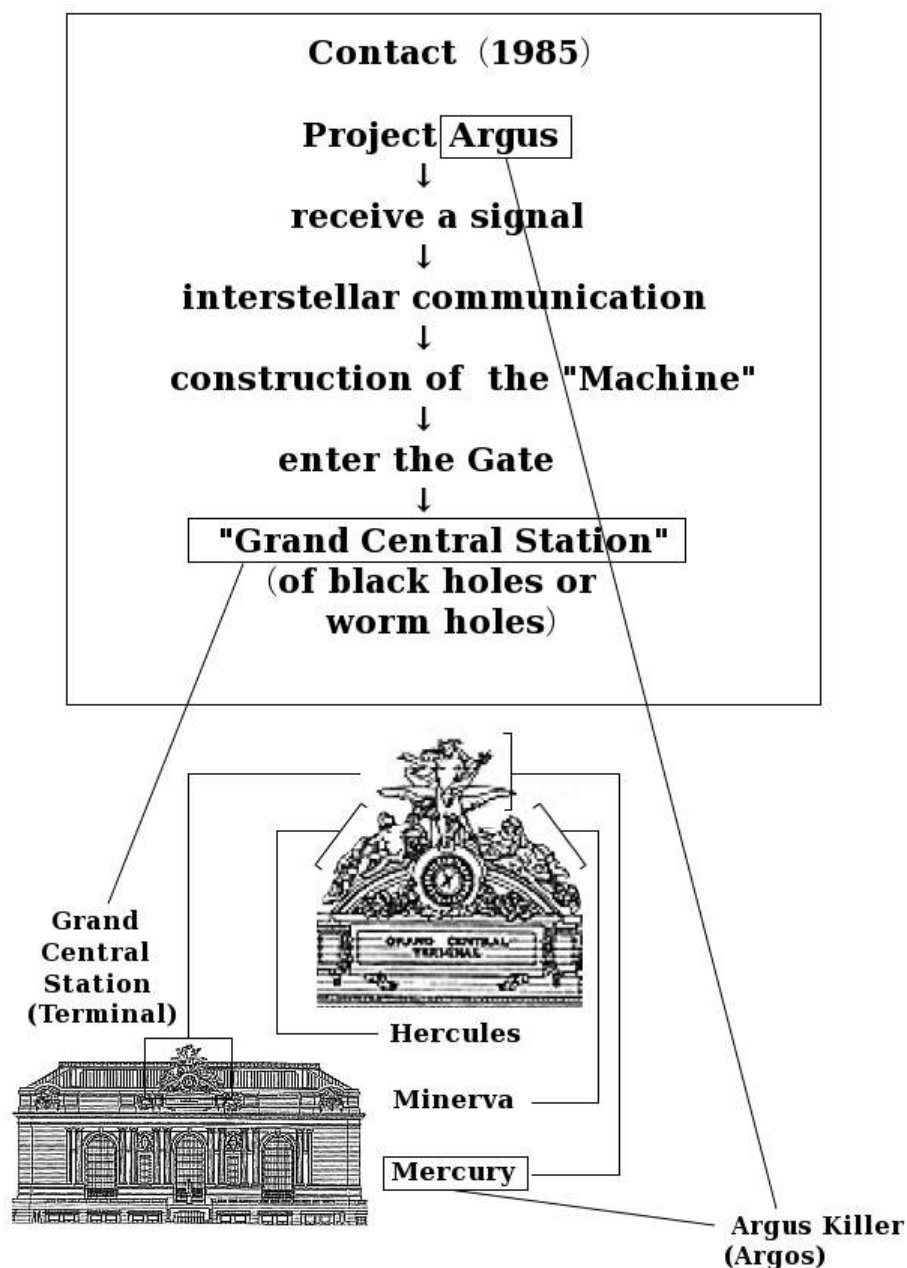 Contact (1985)
Project Argus
↓
receive a signal
↓
interstellar communication
↓
construction of the "Machine"
↓
enter the Gate
↓
"Grand Central Station"
(of black holes or
worm holes)
GRAND CENTRAL
TERMINAL
Grand
Central
Station
(Terminal)
Hercules
Minerva
Mercury
Argus Killer
(Argos)